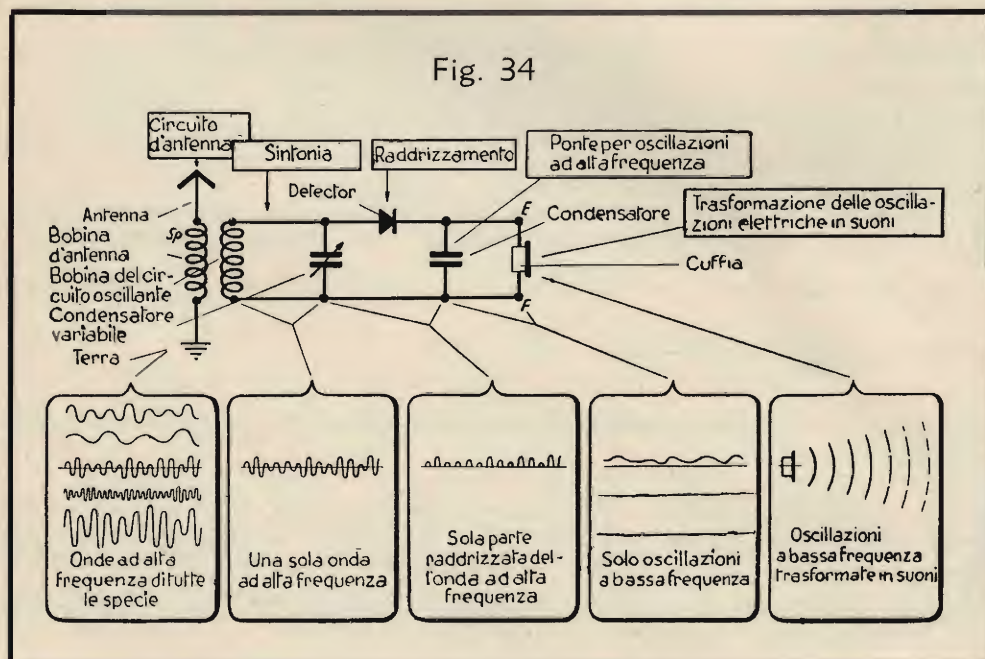 Fig. 34
Circuito
d'antenna
Sintonia
Raddrizzamento
Ponte per oscillazioni
ad alta frequenza
Detector
Antenna
Sp
Bobina
d'antenna
Bobina del cir-
cuito oscillante
Condensatore
variabile
Terra
E
Condensatore
Trasformazione delle oscilla-
zioni elettriche in suoni
Cuffia
E
Onde ad alta
frequenza di tutte
le specie
Una sola onda
ad alta frequenza
Sola parte
raddrizzata del-
l'onda ad alta
frequenza
Solo oscillazioni
a bassa frequenza
Oscillazioni
a bassa frequenza
trasformate in suoni